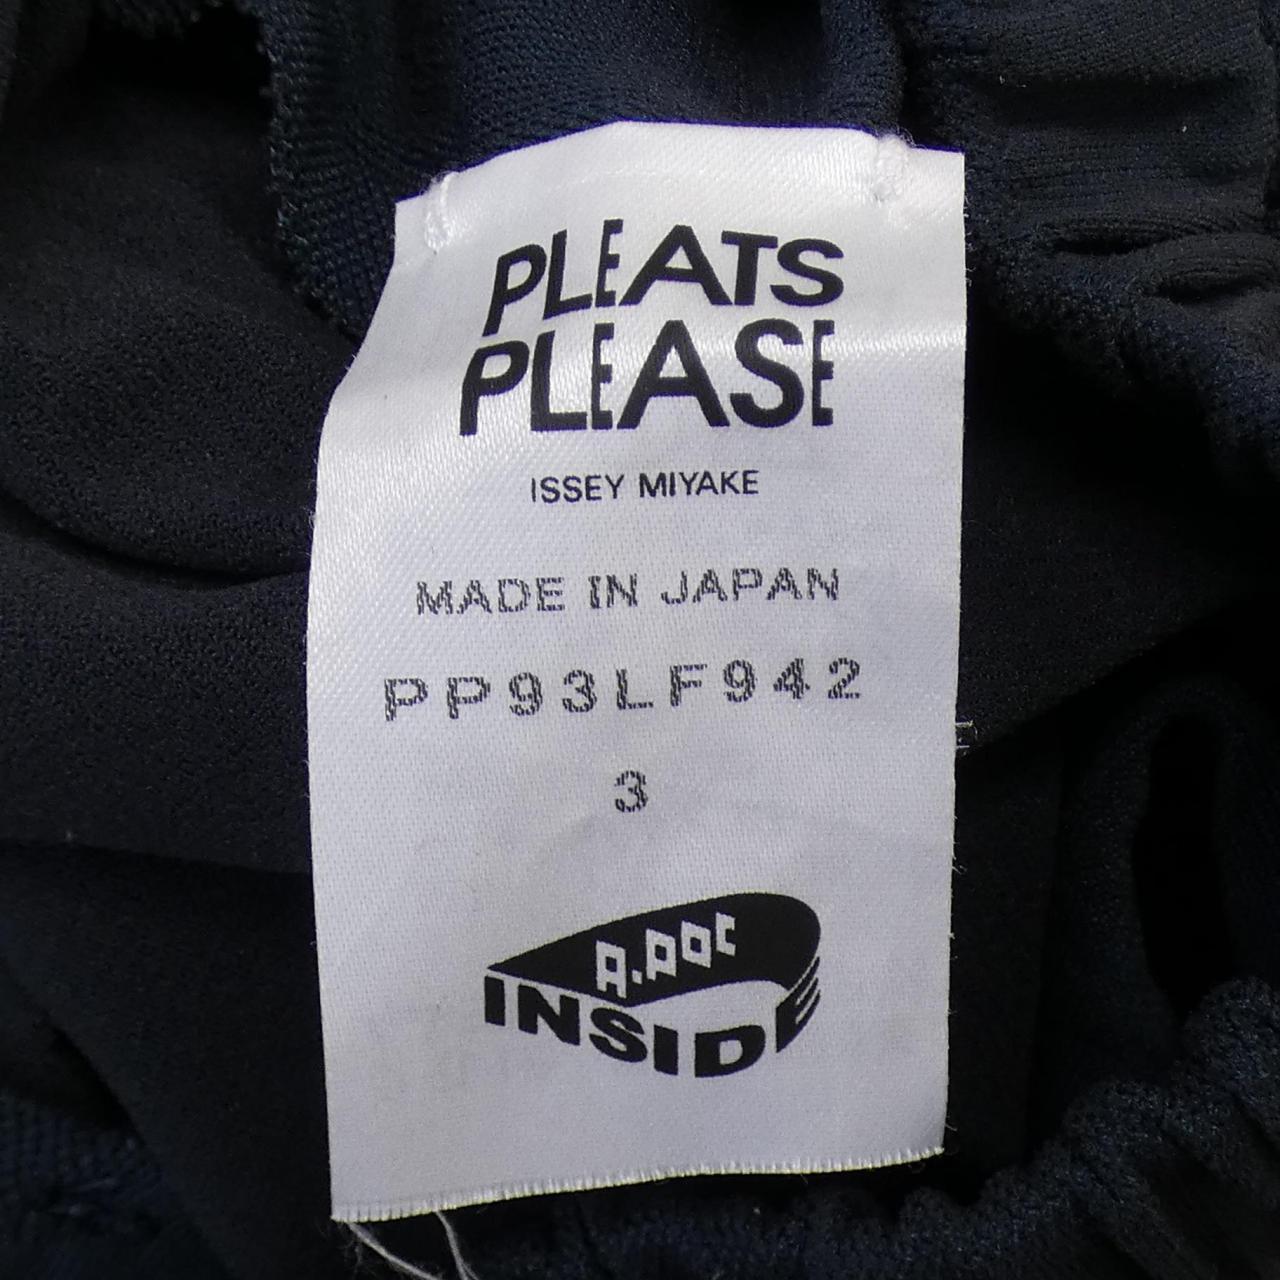 PLEATS
PLEASE
ISSEY MIYAKE
MADE IN JAPAN
PP93LF942
3
A.POC
INSIDE